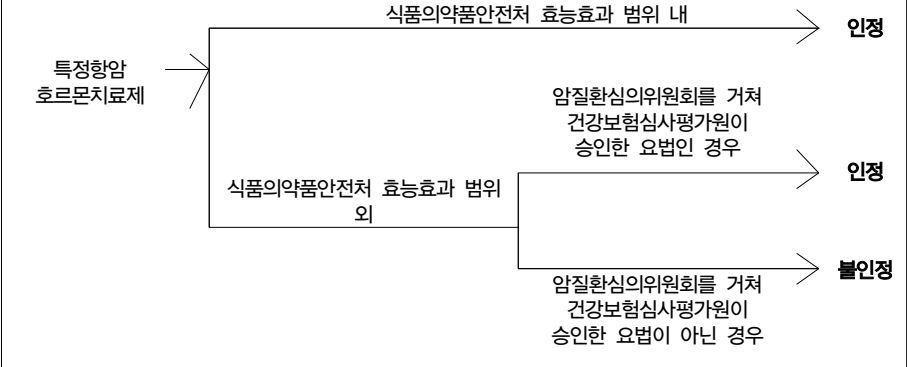 식품의약품안전처 효능효과 범위 내
인정
특정항암
호르몬치료제
암질환심의위원회를 거쳐
건강보험심사평가원이
승인한 요법인 경우
인정
식품의약품안전처 효능효과 범위
외
불인정
암질환심의위원회를 거쳐
건강보험심사평가원이
승인한 요법이 아닌 경우